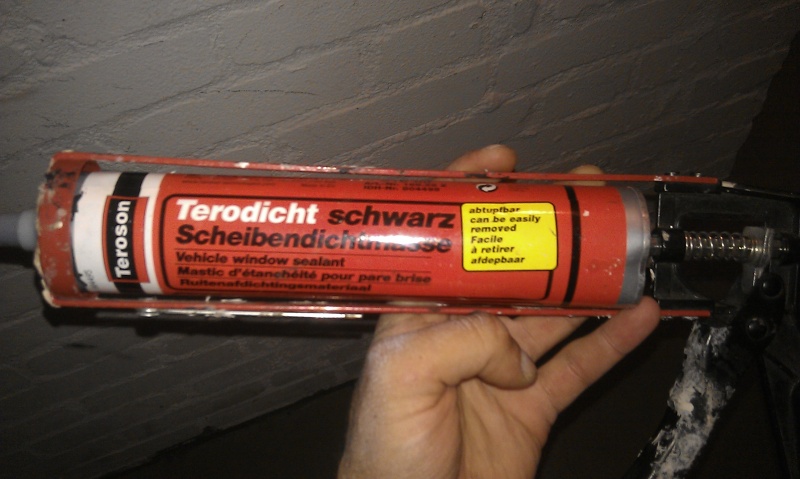 Teroson
Terodicht schwarz
Scheibendichtmasse
Vehicle window sealant
Mastic d'étanchéité pour pare brise
Ruitenafdichtingsmateriaal
abtupfbar
can be easily
removed
Facile
à retirer
afdepbaar